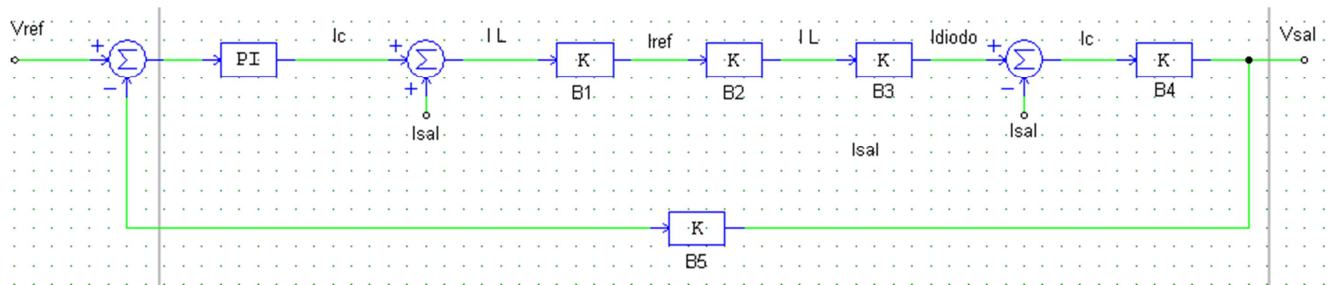 Vref
+
Σ
−
PI
Ic
+
Σ
+
Isal
I L
K
B1
Iref
K
B2
I L
K
B3
Idiodo
+
Σ
−
Isal
Ic
K
B4
Vsal
Isal
K
B5